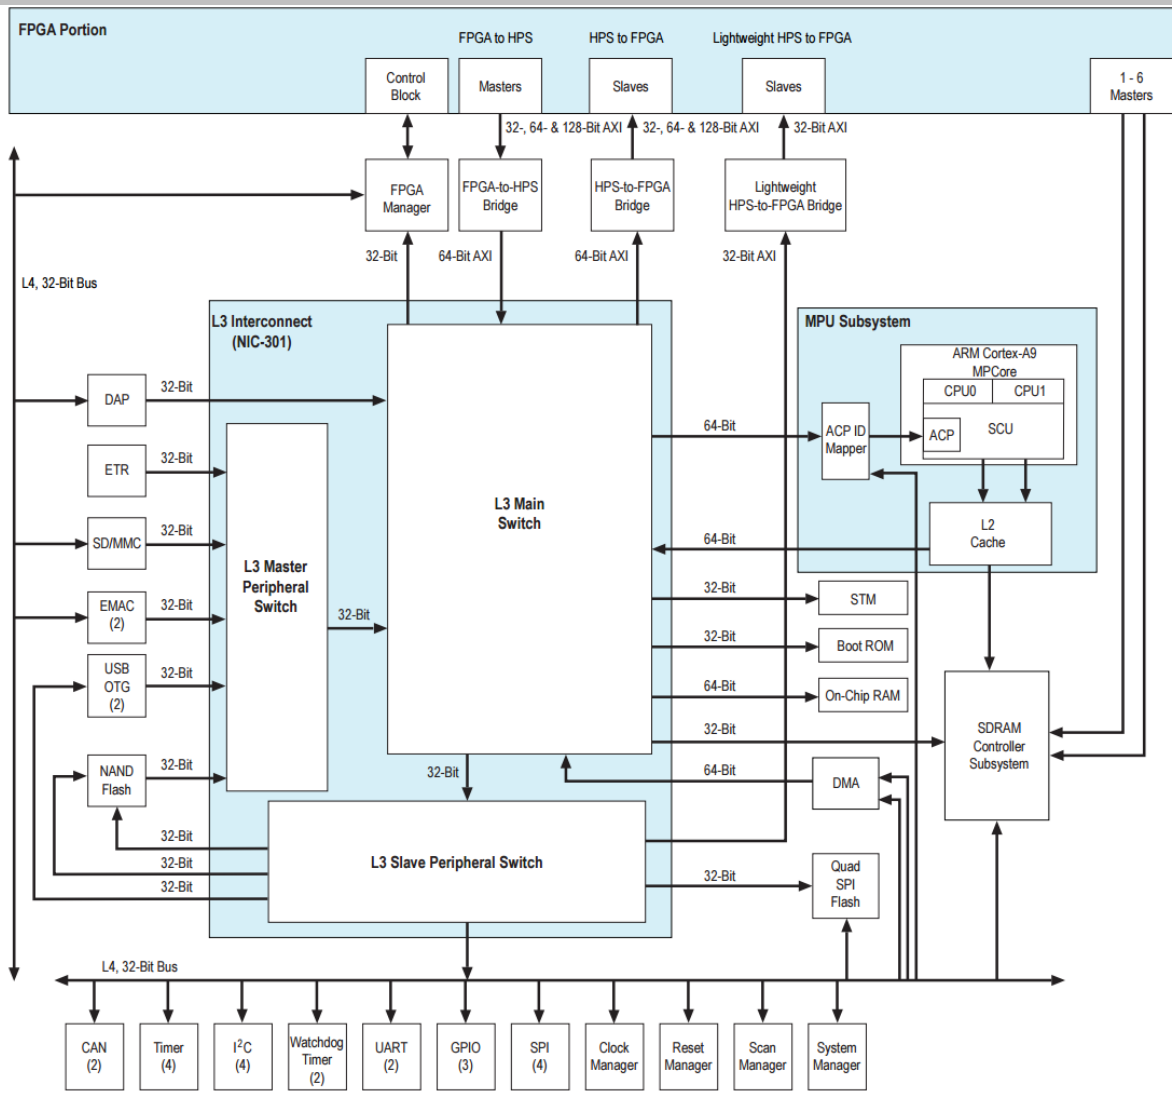 FPGA Portion
FPGA to HPS
HPS to FPGA
Lightweight HPS to FPGA
Control
Block
Masters
Slaves
Slaves
1 - 6
Masters
32-, 64- & 128-Bit AXI
32-, 64- & 128-Bit AXI
32-Bit AXI
FPGA
Manager
FPGA-to-HPS
Bridge
HPS-to-FPGA
Bridge
Lightweight
HPS-to-FPGA Bridge
32-Bit
64-Bit AXI
64-Bit AXI
32-Bit AXI
L4, 32-Bit Bus
L3 Interconnect
(NIC-301)
MPU Subsystem
ARM Cortex-A9
MPCore
CPU0
CPU1
ACP
SCU
ACP ID
Mapper
L2
Cache
DAP
32-Bit
ETR
32-Bit
SD/MMC
32-Bit
EMAC
(2)
32-Bit
USB
OTG
(2)
32-Bit
NAND
Flash
32-Bit
L3 Master
Peripheral
Switch
32-Bit
L3 Main
Switch
64-Bit
64-Bit
32-Bit
STM
32-Bit
Boot ROM
64-Bit
On-Chip RAM
32-Bit
SDRAM
Controller
Subsystem
64-Bit
DMA
32-Bit
L3 Slave Peripheral Switch
32-Bit
32-Bit
32-Bit
32-Bit
Quad
SPI
Flash
L4, 32-Bit Bus
CAN
(2)
Timer
(4)
I²C
(4)
Watchdog
Timer
(2)
UART
(2)
GPIO
(3)
SPI
(4)
Clock
Manager
Reset
Manager
Scan
Manager
System
Manager